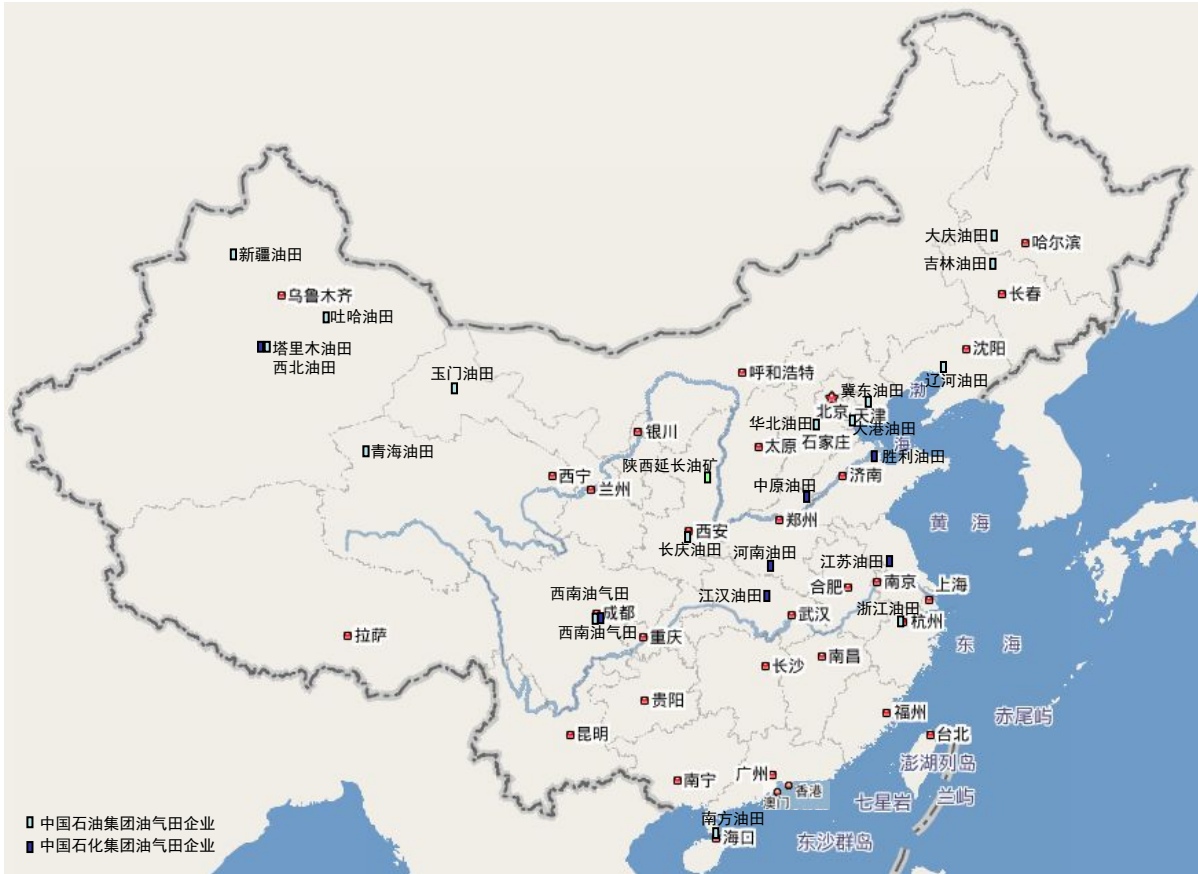 大庆油田
哈尔滨
吉林油田
新疆油田
长春
乌鲁木齐
吐哈油田
塔里木油田
西北油田
沈阳
玉门油田
呼和浩特
辽河油田
冀东油田
渤
北京
天津
华北油田
大港油田
银川
石家庄
海
太原
青海油田
胜利油田
陕西延长油矿
西宁
兰州
济南
中原油田
郑州
黄 海
西安
长庆油田
河南油田
江苏油田
南京
合肥
上海
西南油气田
江汉油田
浙江油田
成都
武汉
杭州
西南油气田
重庆
拉萨
东 海
南昌
长沙
贵阳
福州
赤尾屿
昆明
台北
澎湖列岛
广州
南宁
香港
澳门
七星岩
兰屿
南方油田
海口
东沙群岛
中国石油集团油气田企业
中国石化集团油气田企业